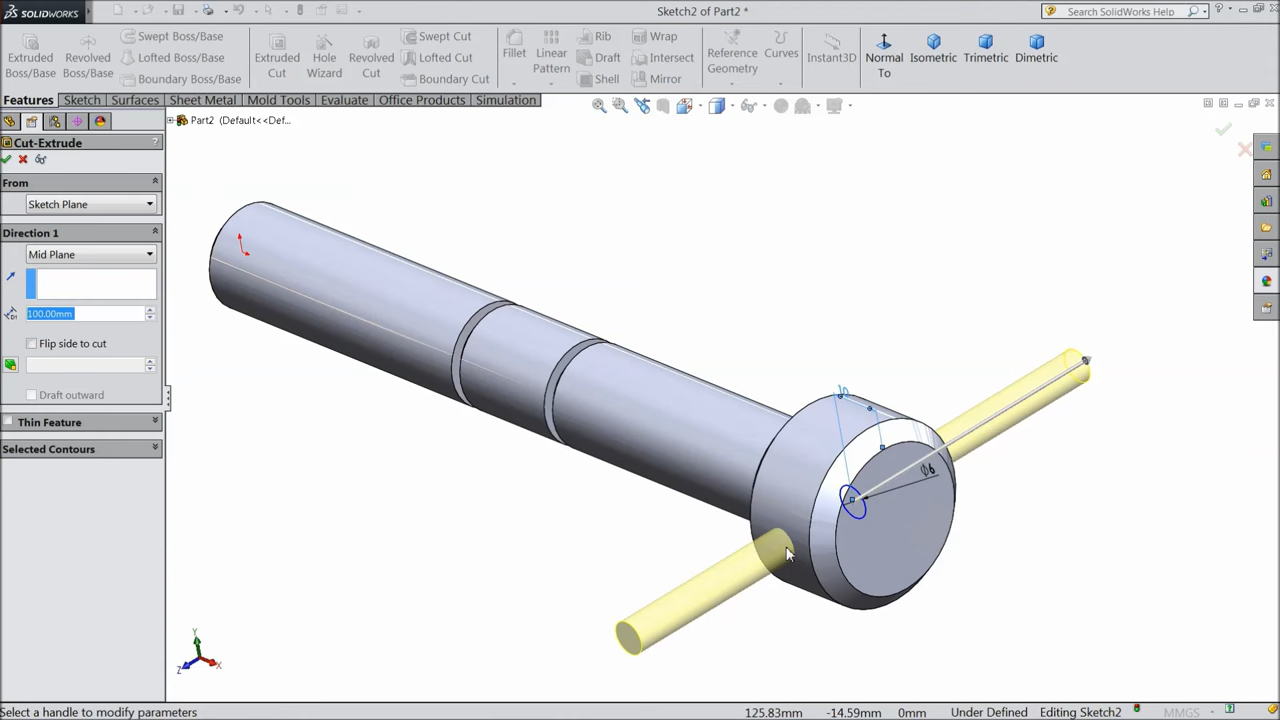 SOLIDWORKS
Sketch2 of Part2 *
Search SolidWorks Help
Extruded Boss/Base
Revolved Boss/Base
Swept Boss/Base
Lofted Boss/Base
Boundary Boss/Base
Extruded Cut
Hole Wizard
Revolved Cut
Swept Cut
Lofted Cut
Boundary Cut
Fillet
Linear Pattern
Rib
Draft
Shell
Wrap
Intersect
Mirror
Reference Geometry
Curves
Instant3D
Normal To
Isometric
Trimetric
Dimetric
Features Sketch Surfaces Sheet Metal Mold Tools Evaluate Office Products Simulation
Part2 (Default<<Def...
Cut-Extrude ?
From
Sketch Plane
Direction 1
Mid Plane
D1
100.00mm
Flip side to cut
Draft outward
Thin Feature
Selected Contours
10
Ø6
Y
X
Z
Select a handle to modify parameters 125.83mm -14.59mm 0mm Under Defined Editing Sketch2 MMGS